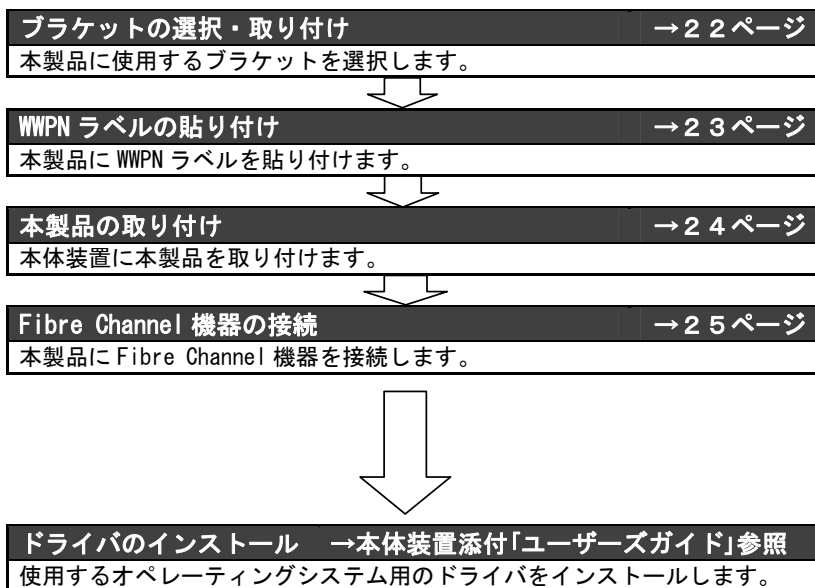 ブラケットの選択・取り付け →22ページ
本製品に使用するブラケットを選択します。
WWPN ラベルの貼り付け →23ページ
本製品に WWPN ラベルを貼り付けます。
本製品の取り付け →24ページ
本体装置に本製品を取り付けます。
Fibre Channel 機器の接続 →25ページ
本製品に Fibre Channel 機器を接続します。
ドライバのインストール →本体装置添付「ユーザーズガイド」参照
使用するオペレーティングシステム用のドライバをインストールします。